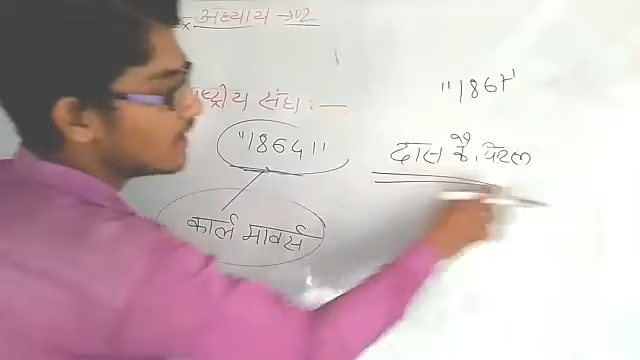 अध्याय → 02
ष्ट्रीय संघ : —
"1864"
कार्ल मार्क्स
"1867"
दास कै. पिटल